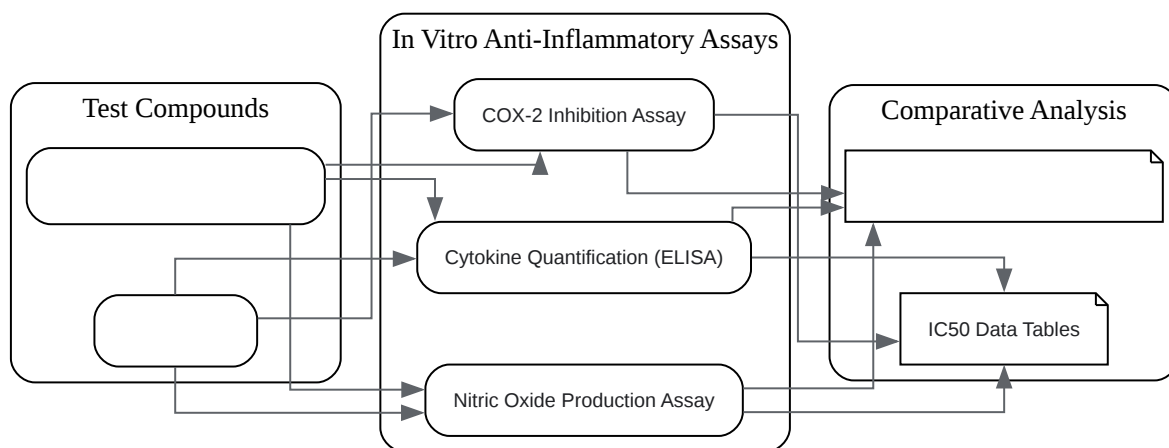 In Vitro Anti-Inflammatory Assays
Test Compounds
COX-2 Inhibition Assay
Cytokine Quantification (ELISA)
Nitric Oxide Production Assay
Comparative Analysis
IC50 Data Tables